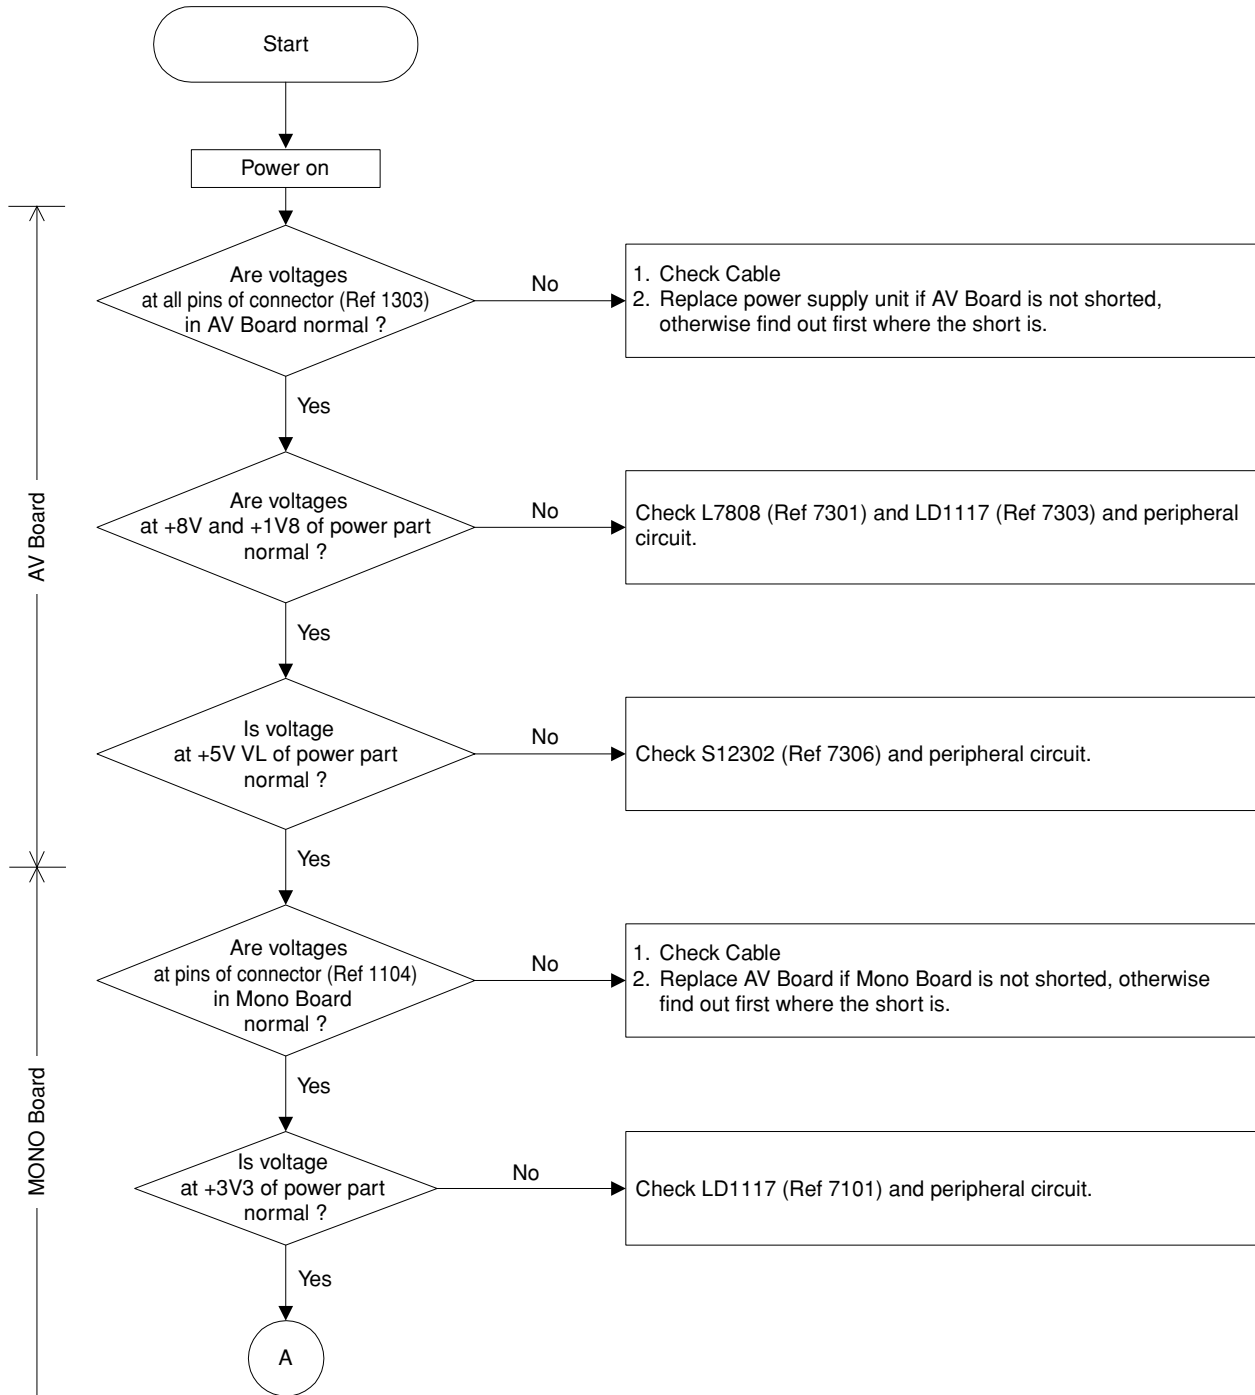 Start
Power on
Are voltages
at all pins of connector (Ref 1303)
in AV Board normal ?
No
1. Check Cable
2. Replace power supply unit if AV Board is not shorted,
otherwise find out first where the short is.
Yes
AV Board
Are voltages
at +8V and +1V8 of power part
normal ?
No
Check L7808 (Ref 7301) and LD1117 (Ref 7303) and peripheral
circuit.
Yes
Is voltage
at +5V VL of power part
normal ?
No
Check S12302 (Ref 7306) and peripheral circuit.
Yes
MONO Board
Are voltages
at pins of connector (Ref 1104)
in Mono Board
normal ?
No
1. Check Cable
2. Replace AV Board if Mono Board is not shorted, otherwise
find out first where the short is.
Yes
Is voltage
at +3V3 of power part
normal ?
No
Check LD1117 (Ref 7101) and peripheral circuit.
Yes
A